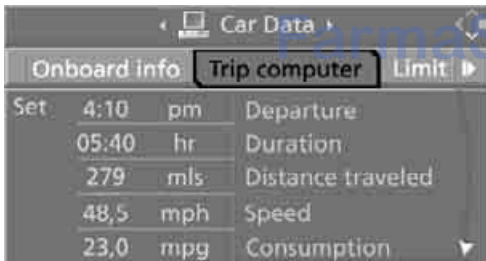 Car Data
Onboard info Trip computer Limit
Set 4:10 pm Departure
05:40 hr Duration
279 mls Distance traveled
48,5 mph Speed
23,0 mpg Consumption